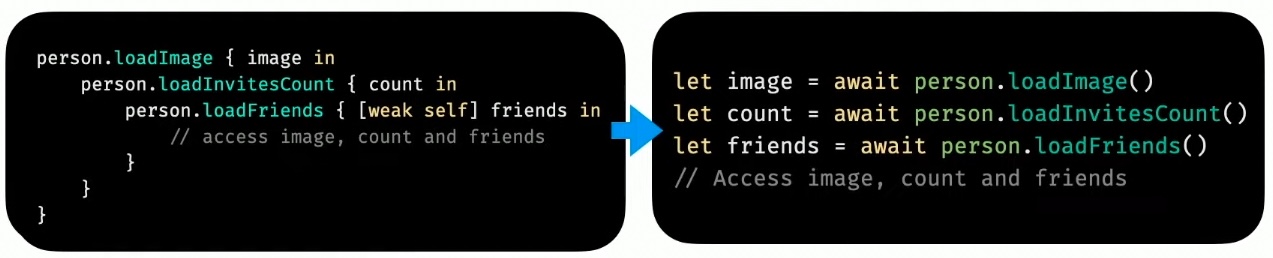 person.loadImage { image in
    person.loadInvitesCount { count in
        person.loadFriends { [weak self] friends in
            // access image, count and friends
        }
    }
}
let image = await person.loadImage()
let count = await person.loadInvitesCount()
let friends = await person.loadFriends()
// Access image, count and friends